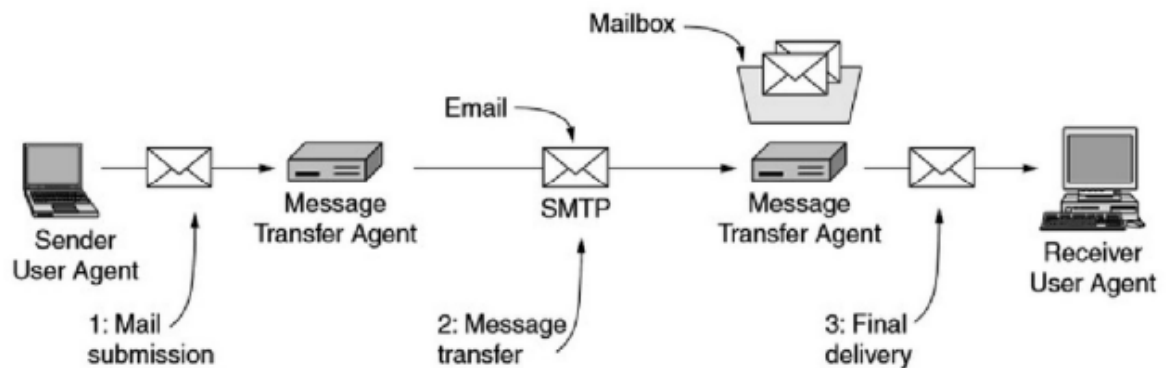 Mailbox
Email
Sender
User Agent
Message
Transfer Agent
SMTP
Message
Transfer Agent
Receiver
User Agent
1: Mail
submission
2: Message
transfer
3: Final
delivery